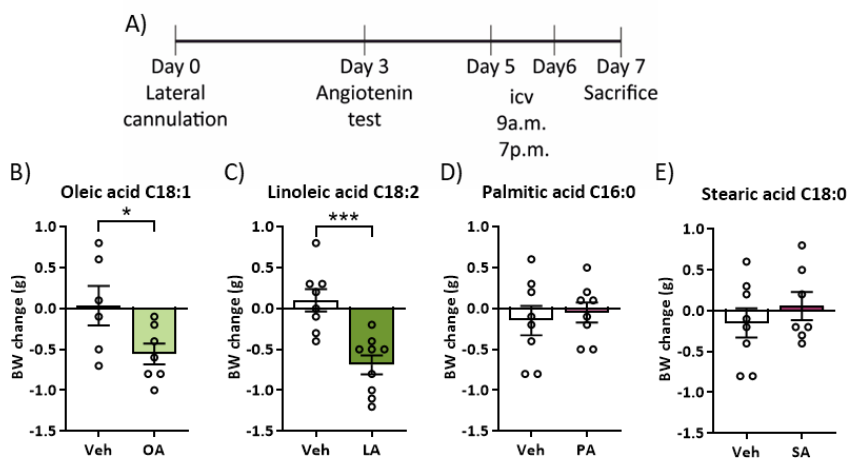 A)
Day 0 Day 3 Day 5 Day6 Day 7
Lateral Angiotenin icv Sacrifice
cannulation test 9a.m.
7p.m.
B) C) D) E)
Oleic acid C18:1 Linoleic acid C18:2 Palmitic acid C16:0 Stearic acid C18:0
* ***
BW change (g) BW change (g) BW change (g) BW change (g)
1.0 1.0 1.0 1.0
0.5 0.5 0.5 0.5
0.0 0.0 0.0 0.0
-0.5 -0.5 -0.5 -0.5
-1.0 -1.0 -1.0 -1.0
-1.5 -1.5 -1.5 -1.5
Veh OA Veh LA Veh PA Veh SA